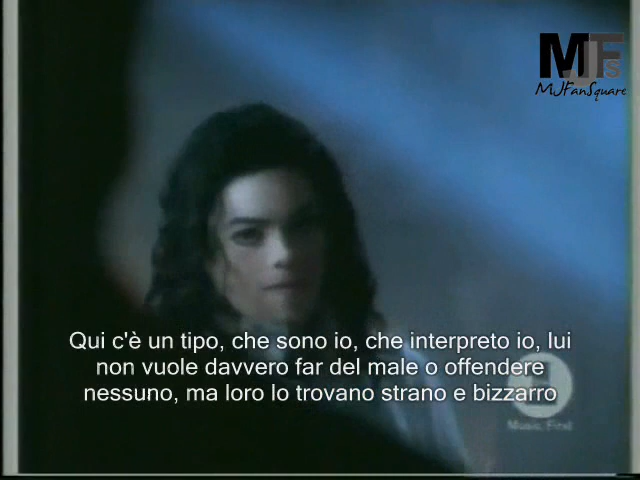 MJFS
MJFanSquare
Qui c'è un tipo, che sono io, che interpreto io, lui
non vuole davvero far del male o offendere
nessuno, ma loro lo trovano strano e bizzarro
Music First